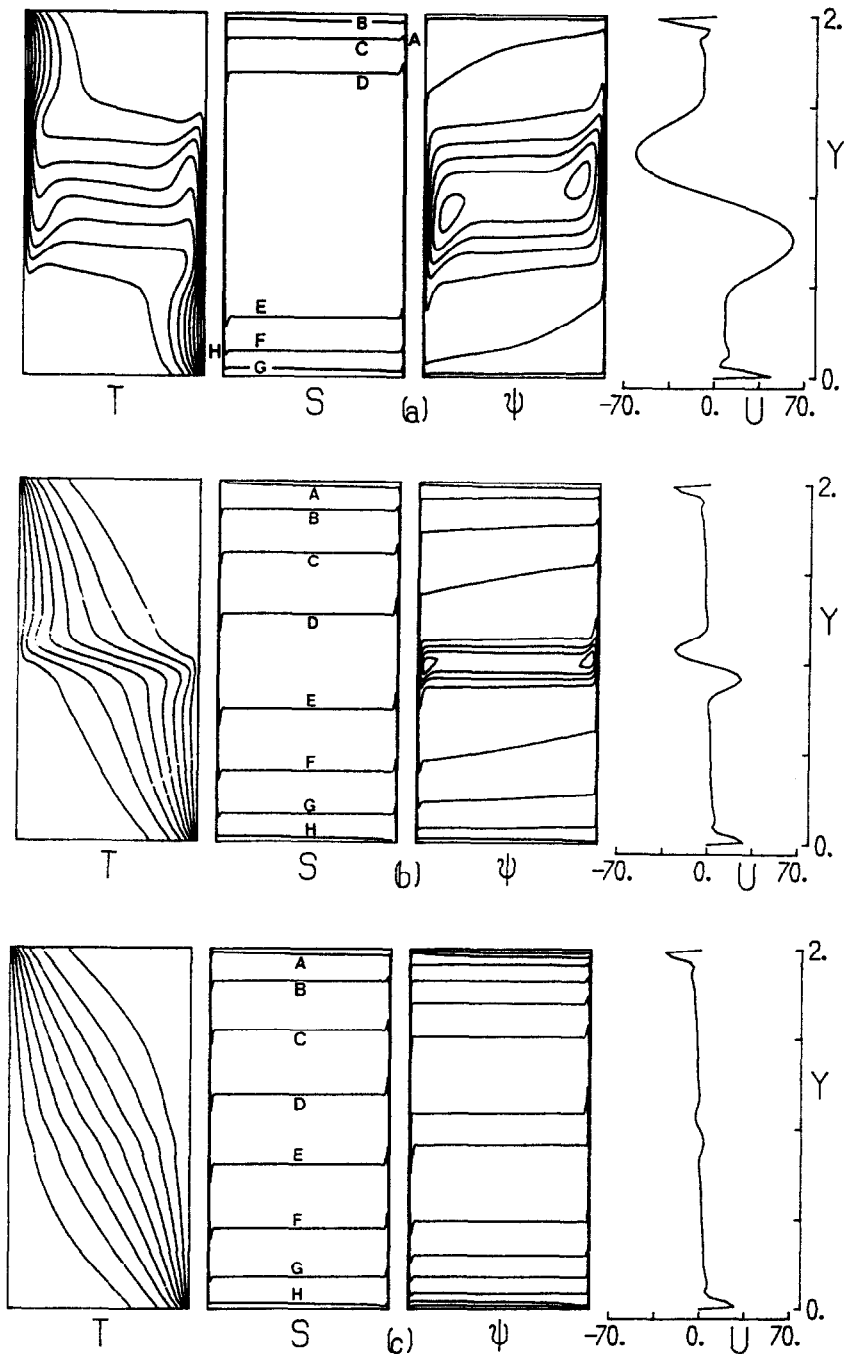 B
A
2.
C
D
Y
E
F
H
G
0.
T
S
(a)
ψ
-70.
0.
U
70.
A
2.
B
C
D
Y
E
F
G
H
0.
T
S
(b)
ψ
-70.
0.
U
70.
A
2.
B
C
D
Y
E
F
G
H
0.
T
S
(c)
ψ
-70.
0.
U
70.